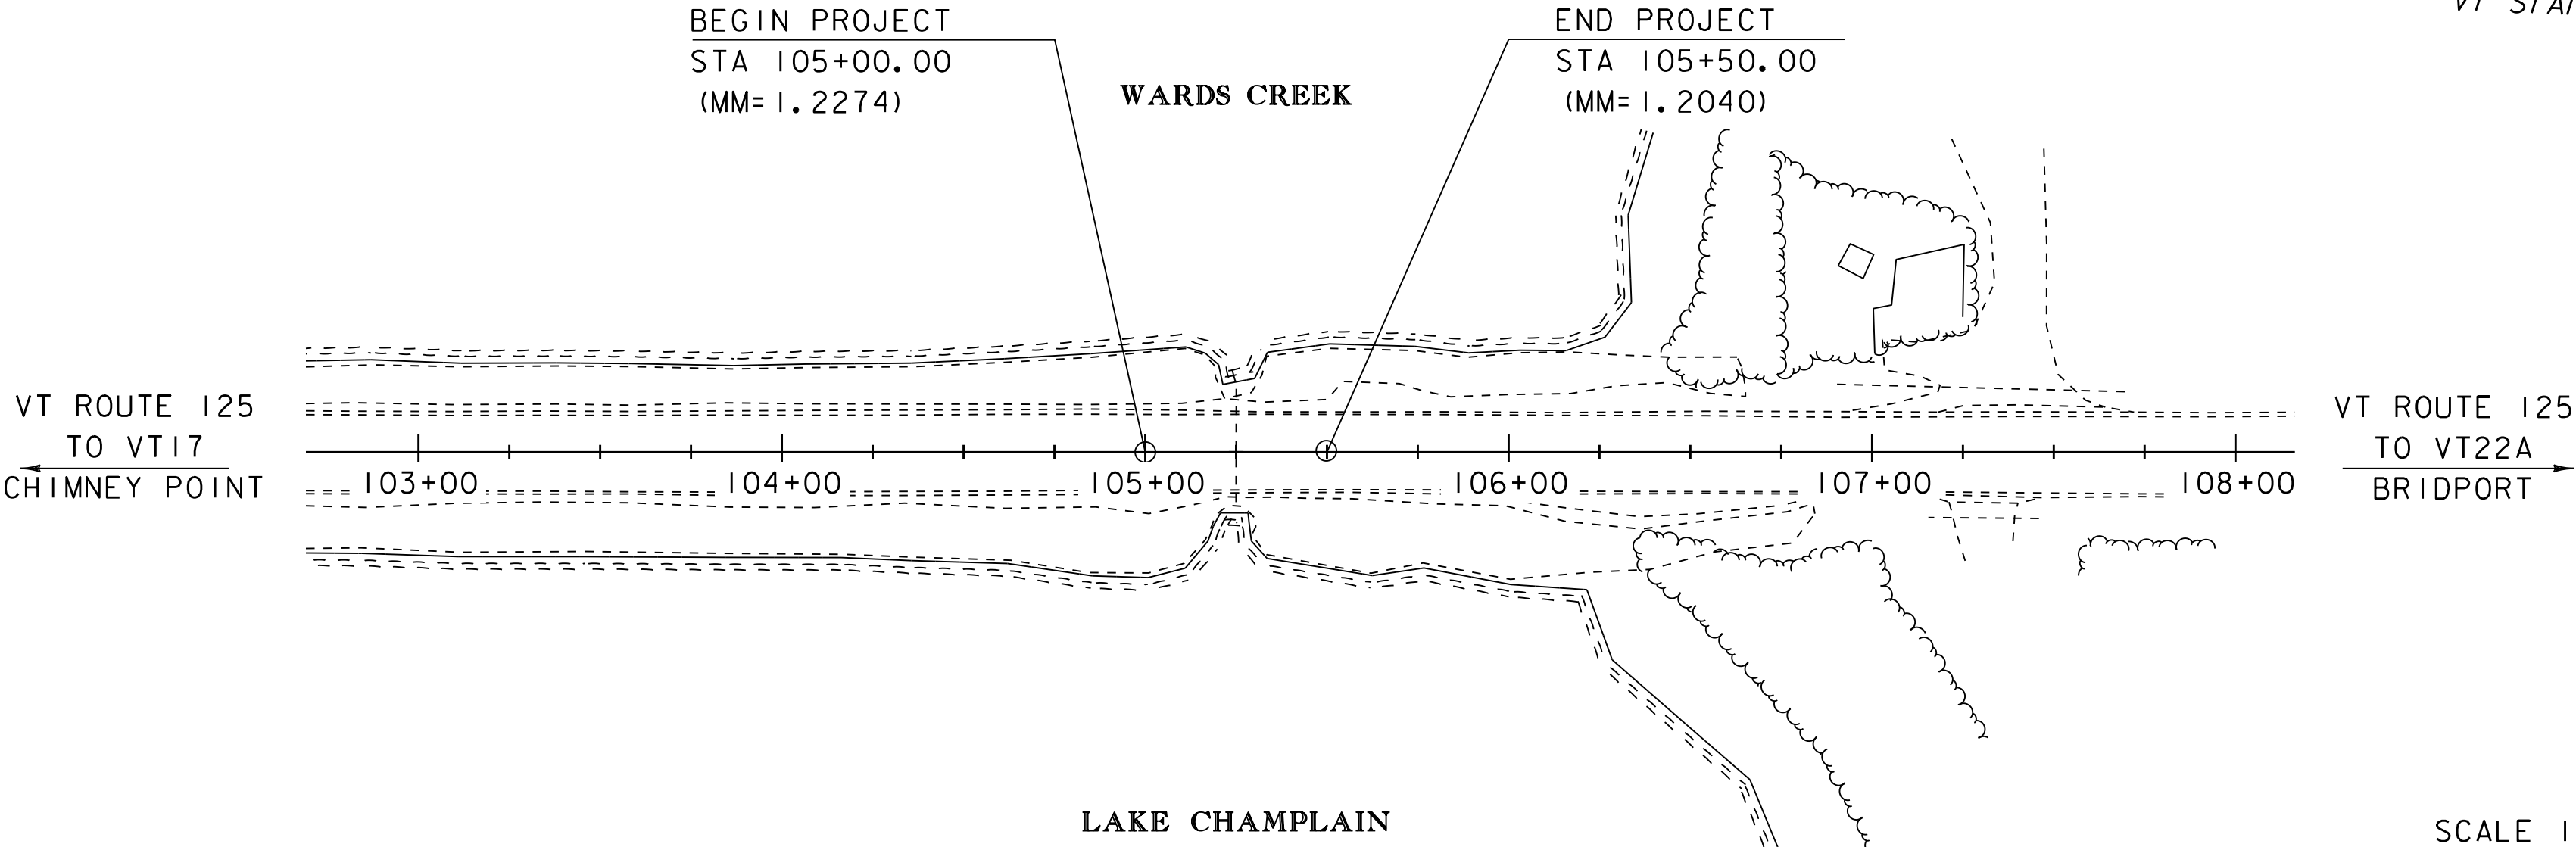 BEGIN PROJECT
STA 105+00.00
(MM=1.2274)
WARDS CREEK
END PROJECT
STA 105+50.00
(MM=1.2040)
VT ROUTE 125
TO VT17
CHIMNEY POINT
103+00
104+00
105+00
106+00
107+00
108+00
VT ROUTE 125
TO VT22A
BRIDPORT
LAKE CHAMPLAIN
SCALE 1